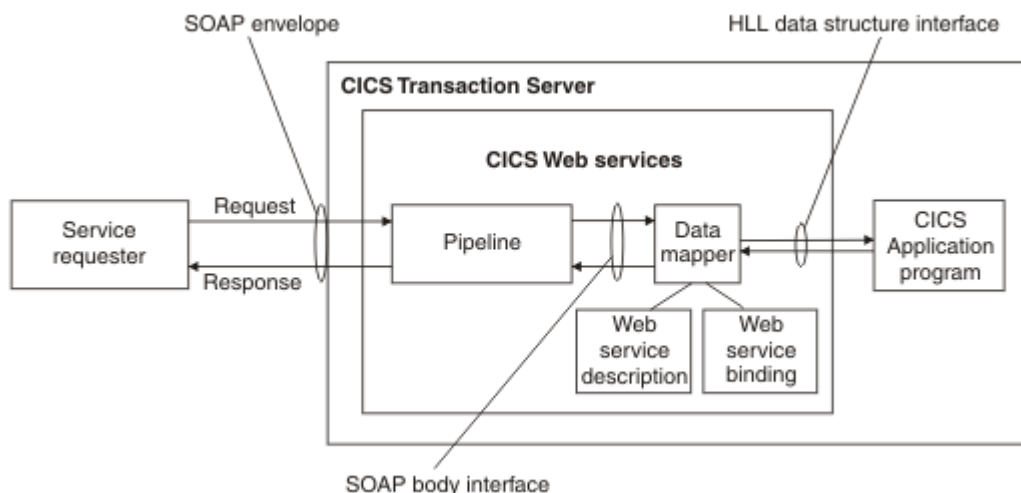 SOAP envelope
HLL data structure interface
CICS Transaction Server
CICS Web services
Request
Service
requester
Response
Pipeline
Data
mapper
CICS
Application
program
Web
service
description
Web
service
binding
SOAP body interface